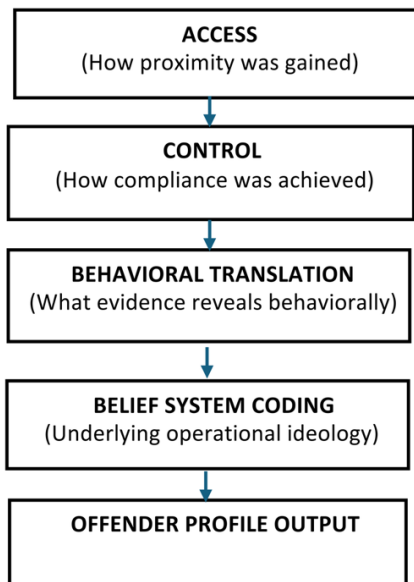 ACCESS
(How proximity was gained)
CONTROL
(How compliance was achieved)
BEHAVIORAL TRANSLATION
(What evidence reveals behaviorally)
BELIEF SYSTEM CODING
(Underlying operational ideology)
OFFENDER PROFILE OUTPUT